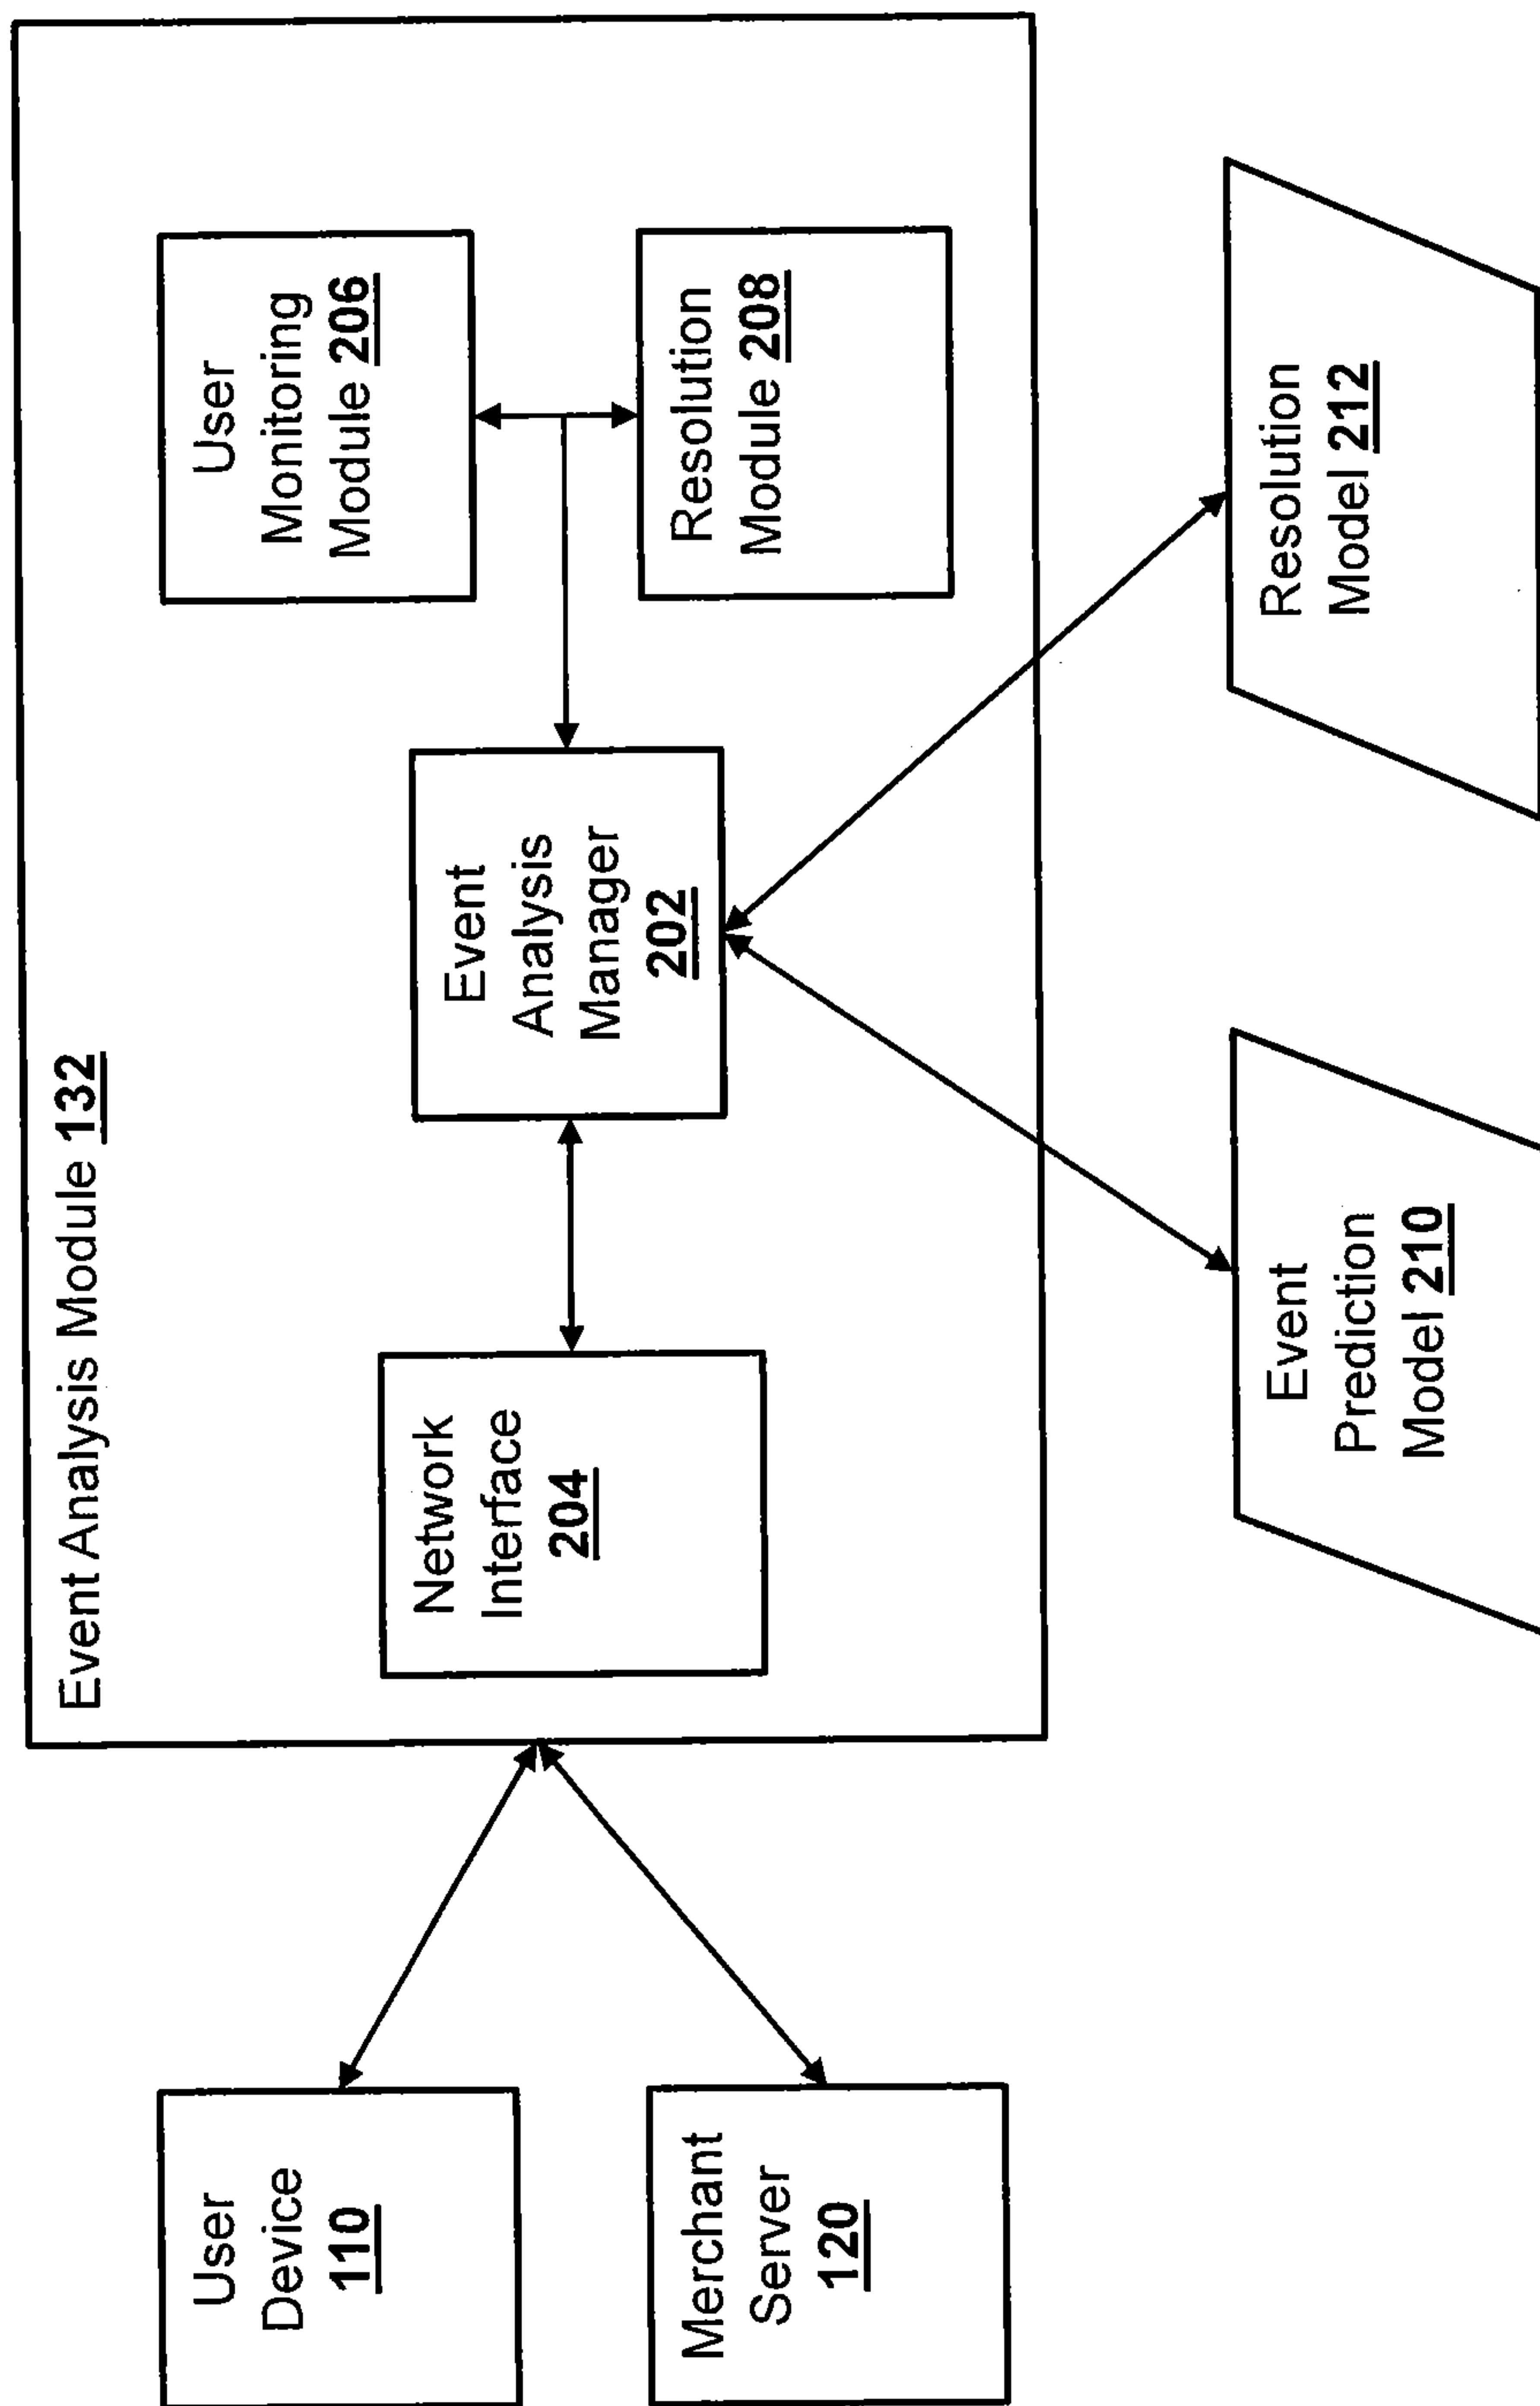 Event Analysis Module 132
User
Device
110
Merchant
Server
120
Network
Interface
204
Event
Analysis
Manager
202
User
Monitoring
Module 206
Resolution
Module 208
Event
Prediction
Model 210
Resolution
Model 212